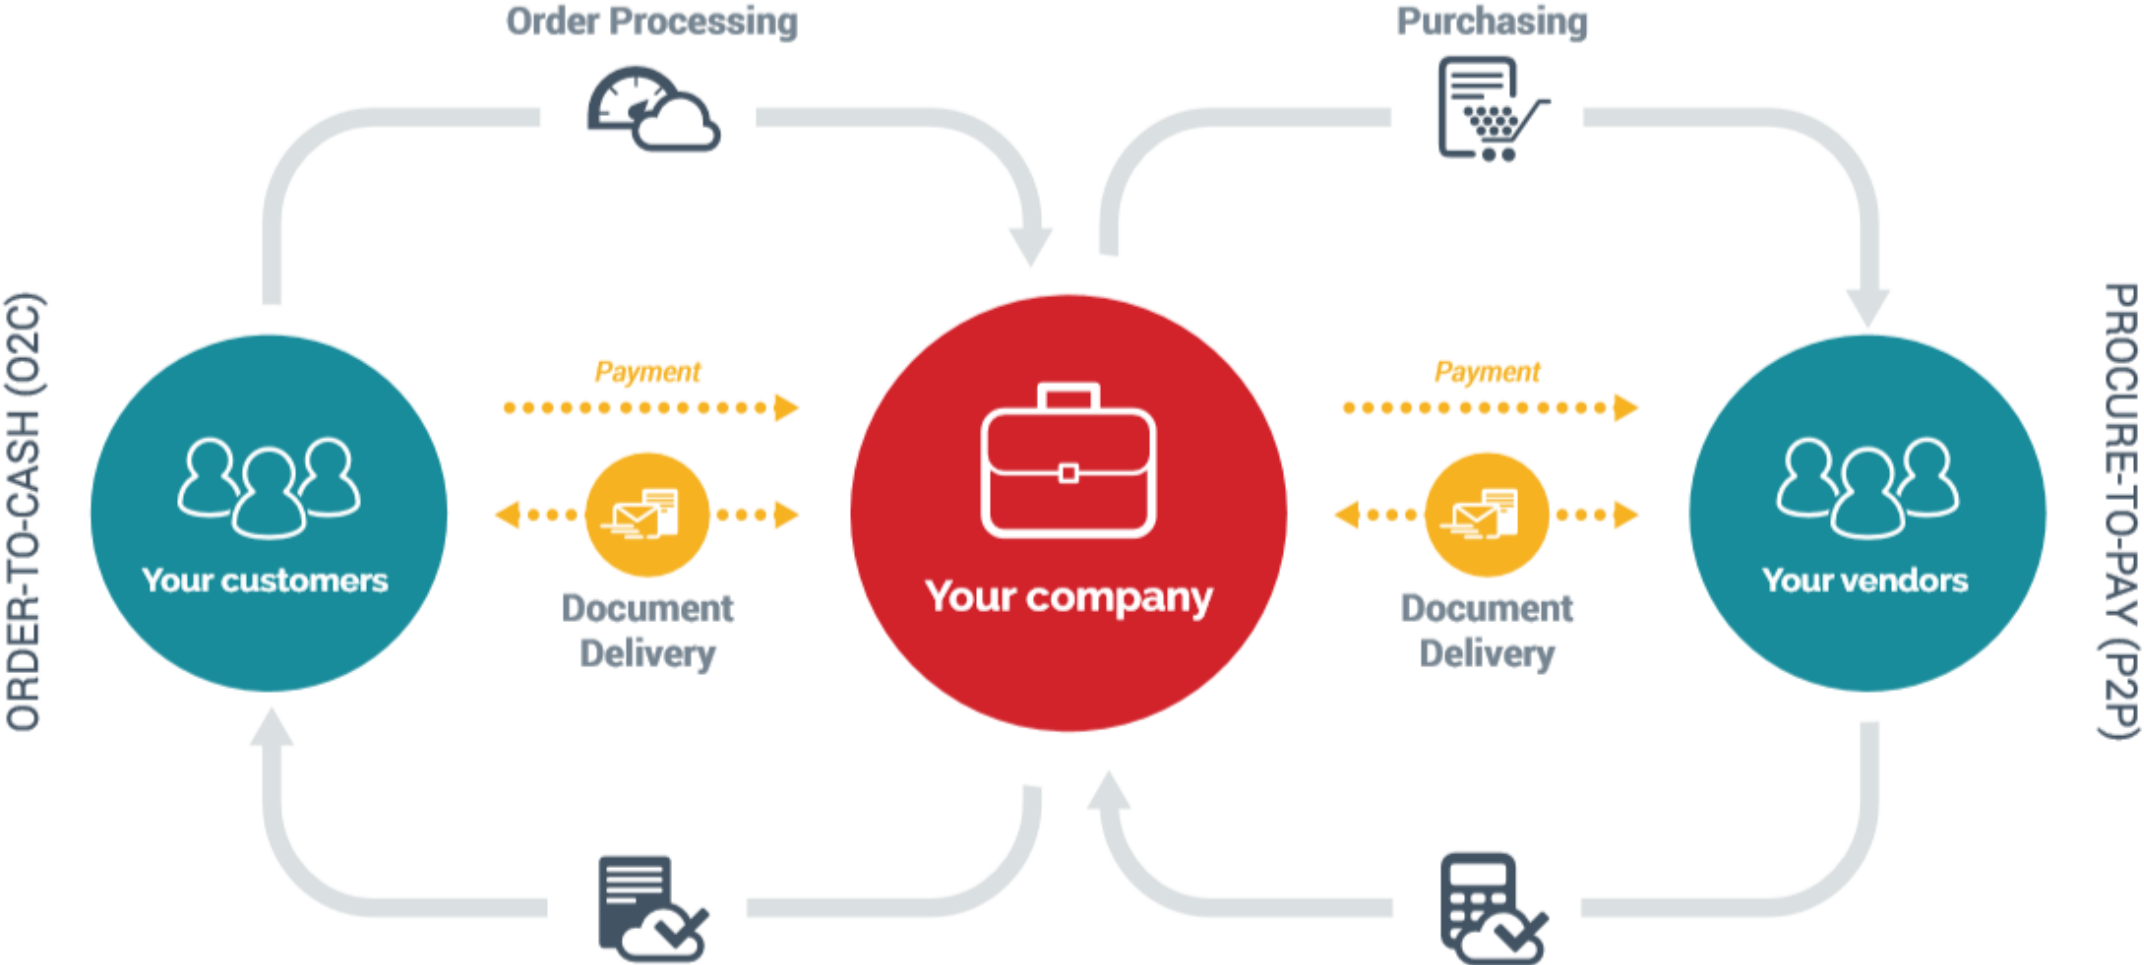 Order Processing
Purchasing
ORDER-TO-CASH (O2C)
Payment
Payment
PROCURE-TO-PAY (P2P)
Your customers
Your company
Your vendors
Document
Delivery
Document
Delivery